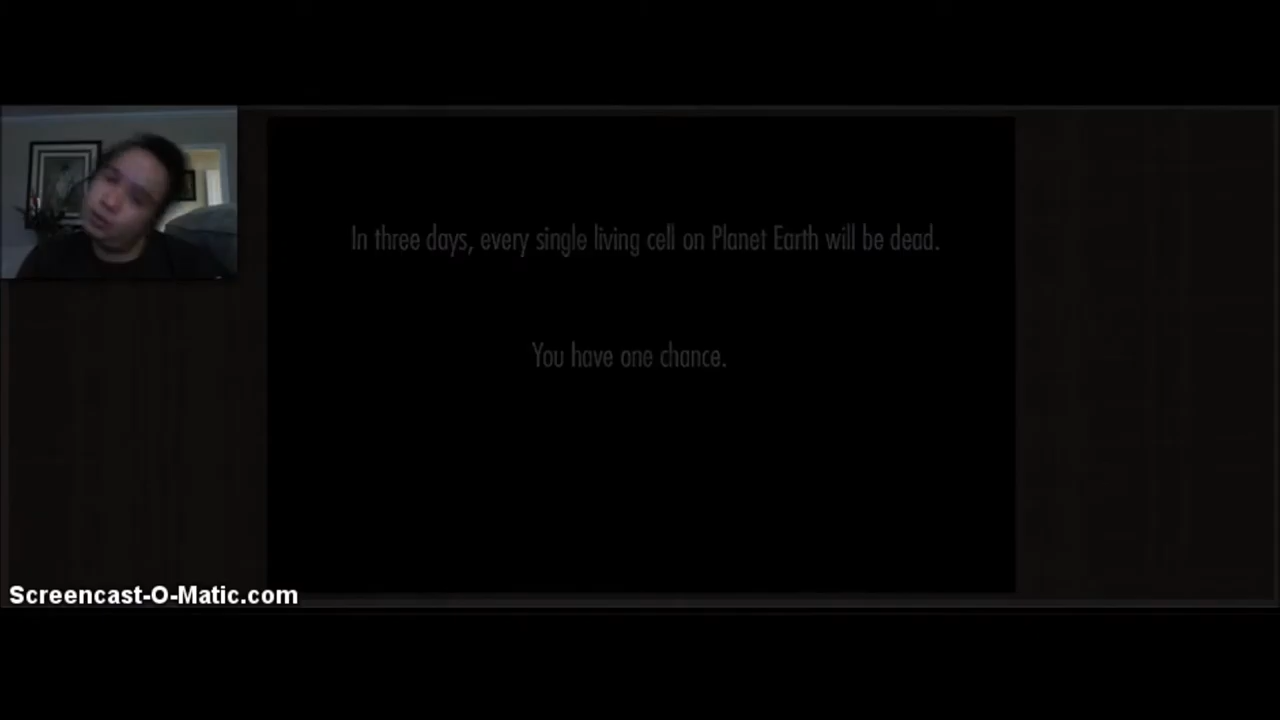 In three days, every single living cell on Planet Earth will be dead.
You have one chance.
Screencast-O-Matic.com